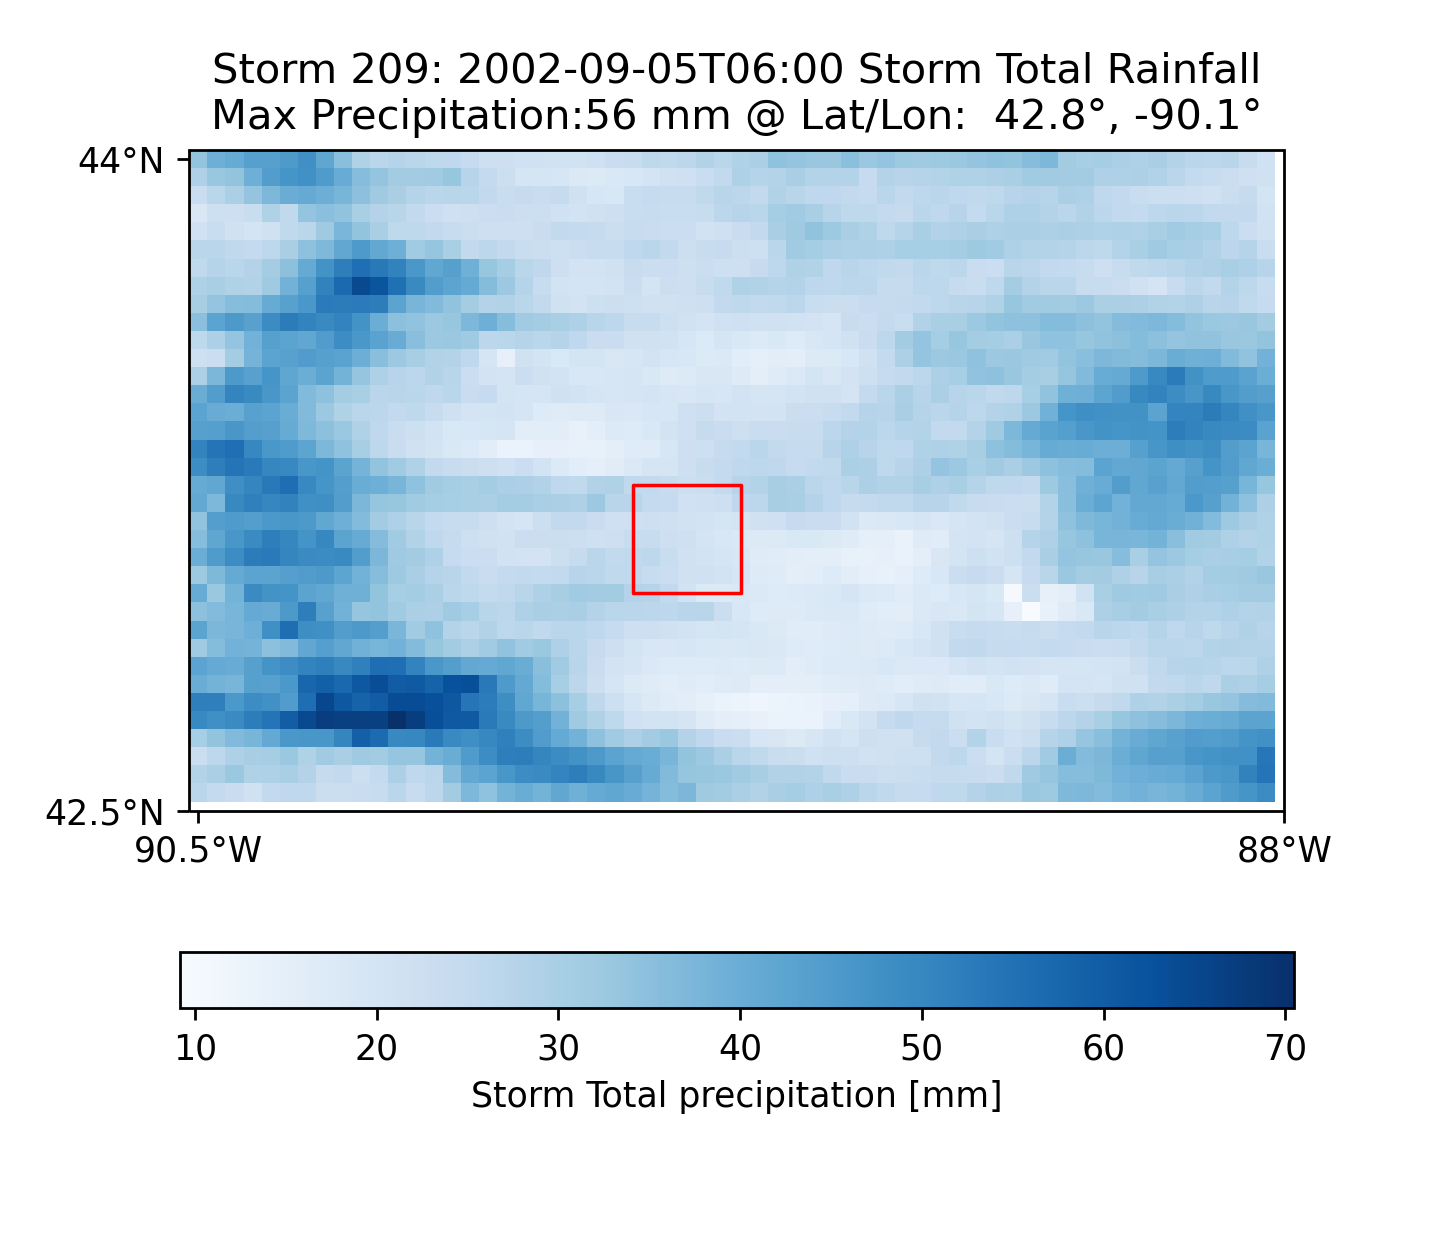 Storm 209: 2002-09-05T06:00 Storm Total Rainfall
Max Precipitation:56 mm @ Lat/Lon:  42.8°, -90.1°
44°N
42.5°N
90.5°W 88°W
10 20 30 40 50 60 70
Storm Total precipitation [mm]